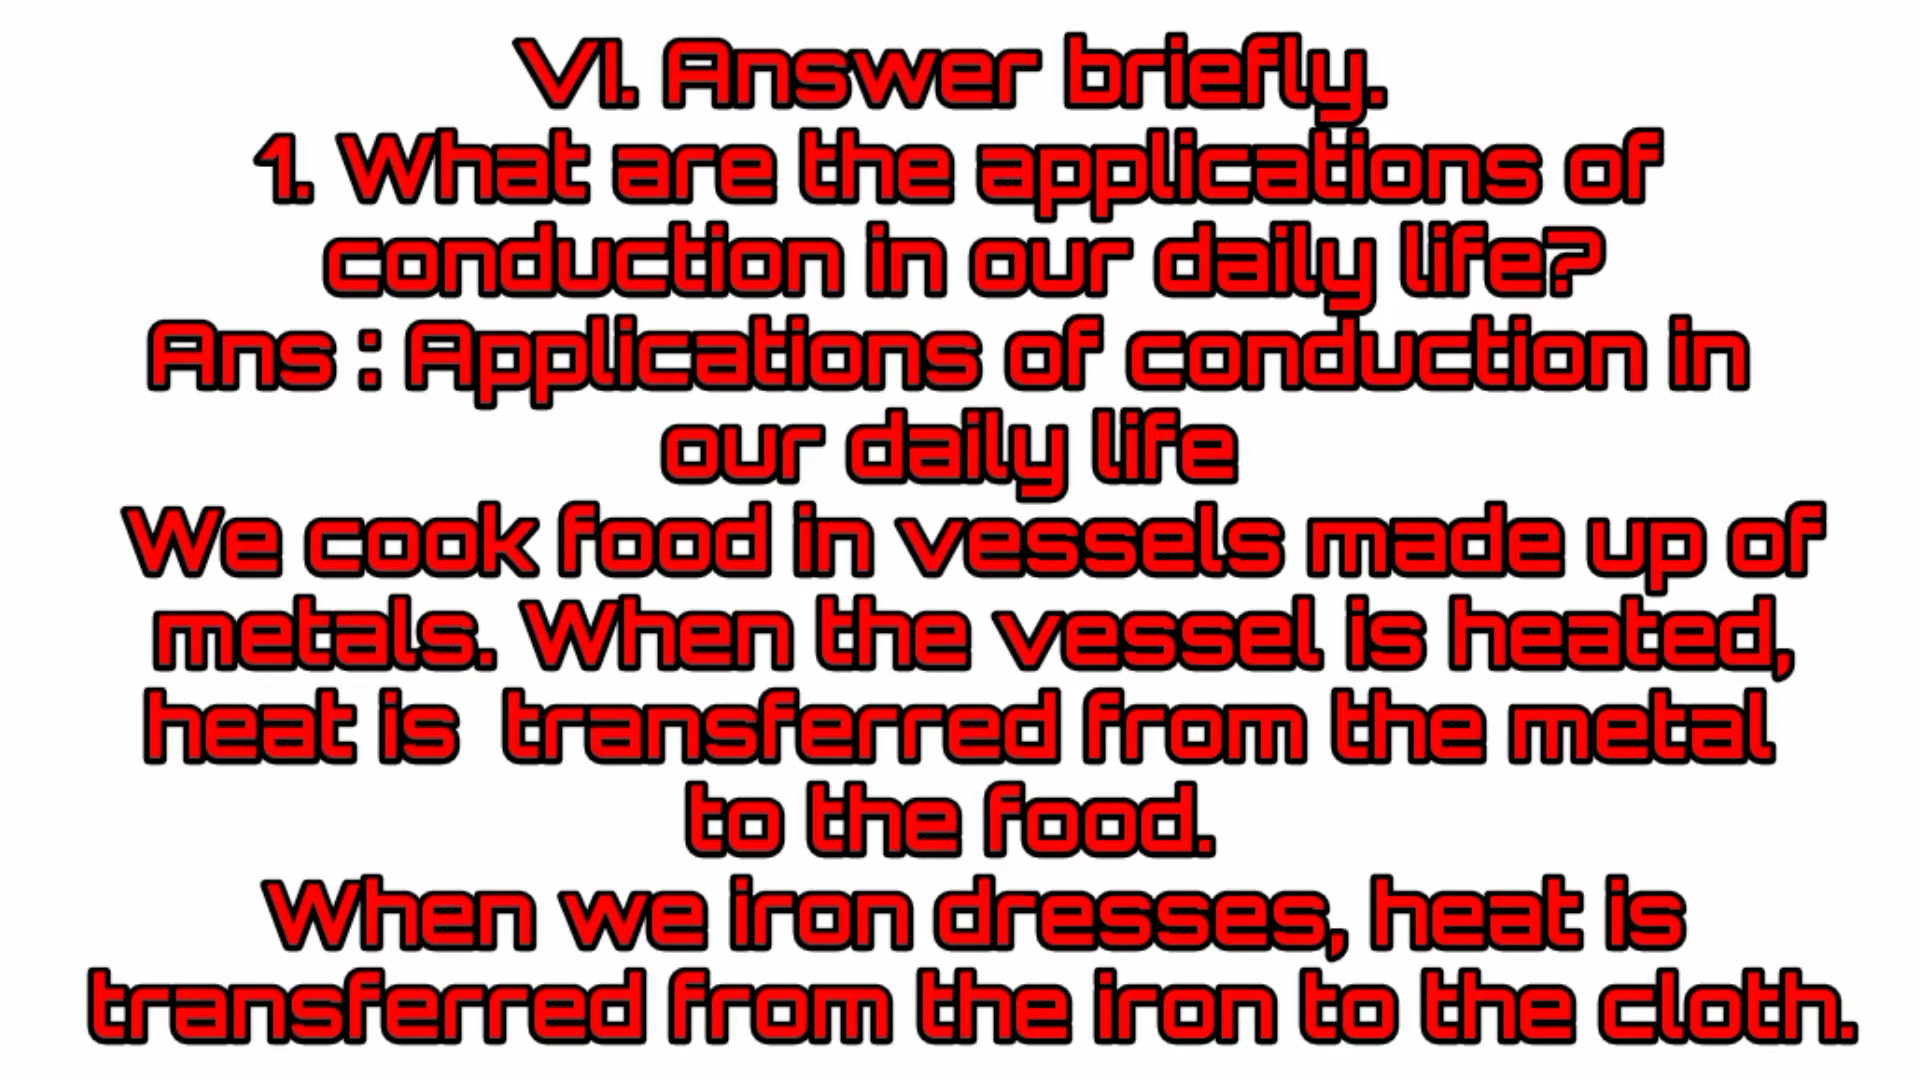 VI. Answer briefly.
1. What are the applications of
conduction in our daily life?
Ans : Applications of conduction in
our daily life
We cook food in vessels made up of
metals. When the vessel is heated,
heat is  transferred from the metal
to the food.
When we iron dresses, heat is
transferred from the iron to the cloth.